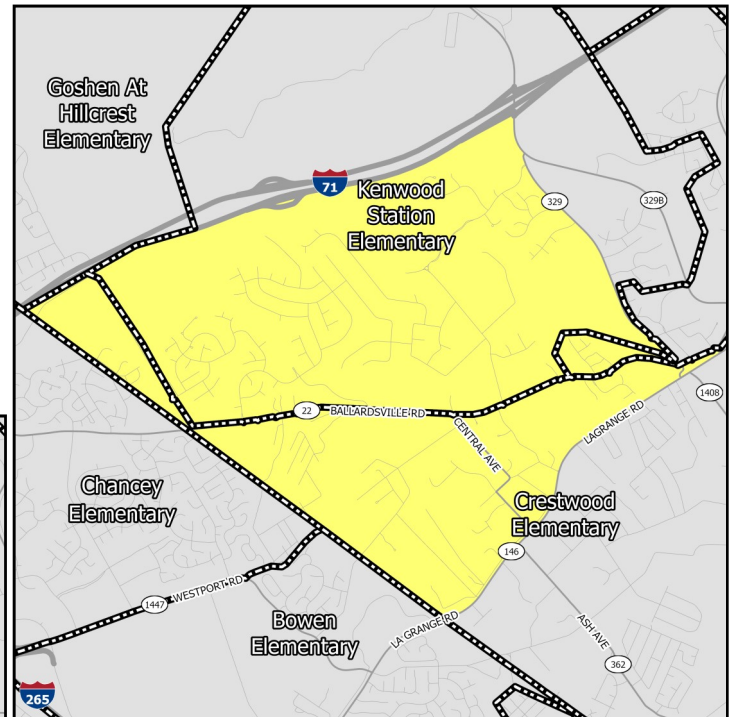 Goshen At
Hillcrest
Elementary
71
Kenwood
Station
Elementary
329
329B
22
BALLARDSVILLE RD
CENTRAL AVE
LAGRANGE RD
1408
Chancey
Elementary
Crestwood
Elementary
146
1447
WESTPORT RD
Bowen
Elementary
LA GRANGE RD
ASH AVE
362
265